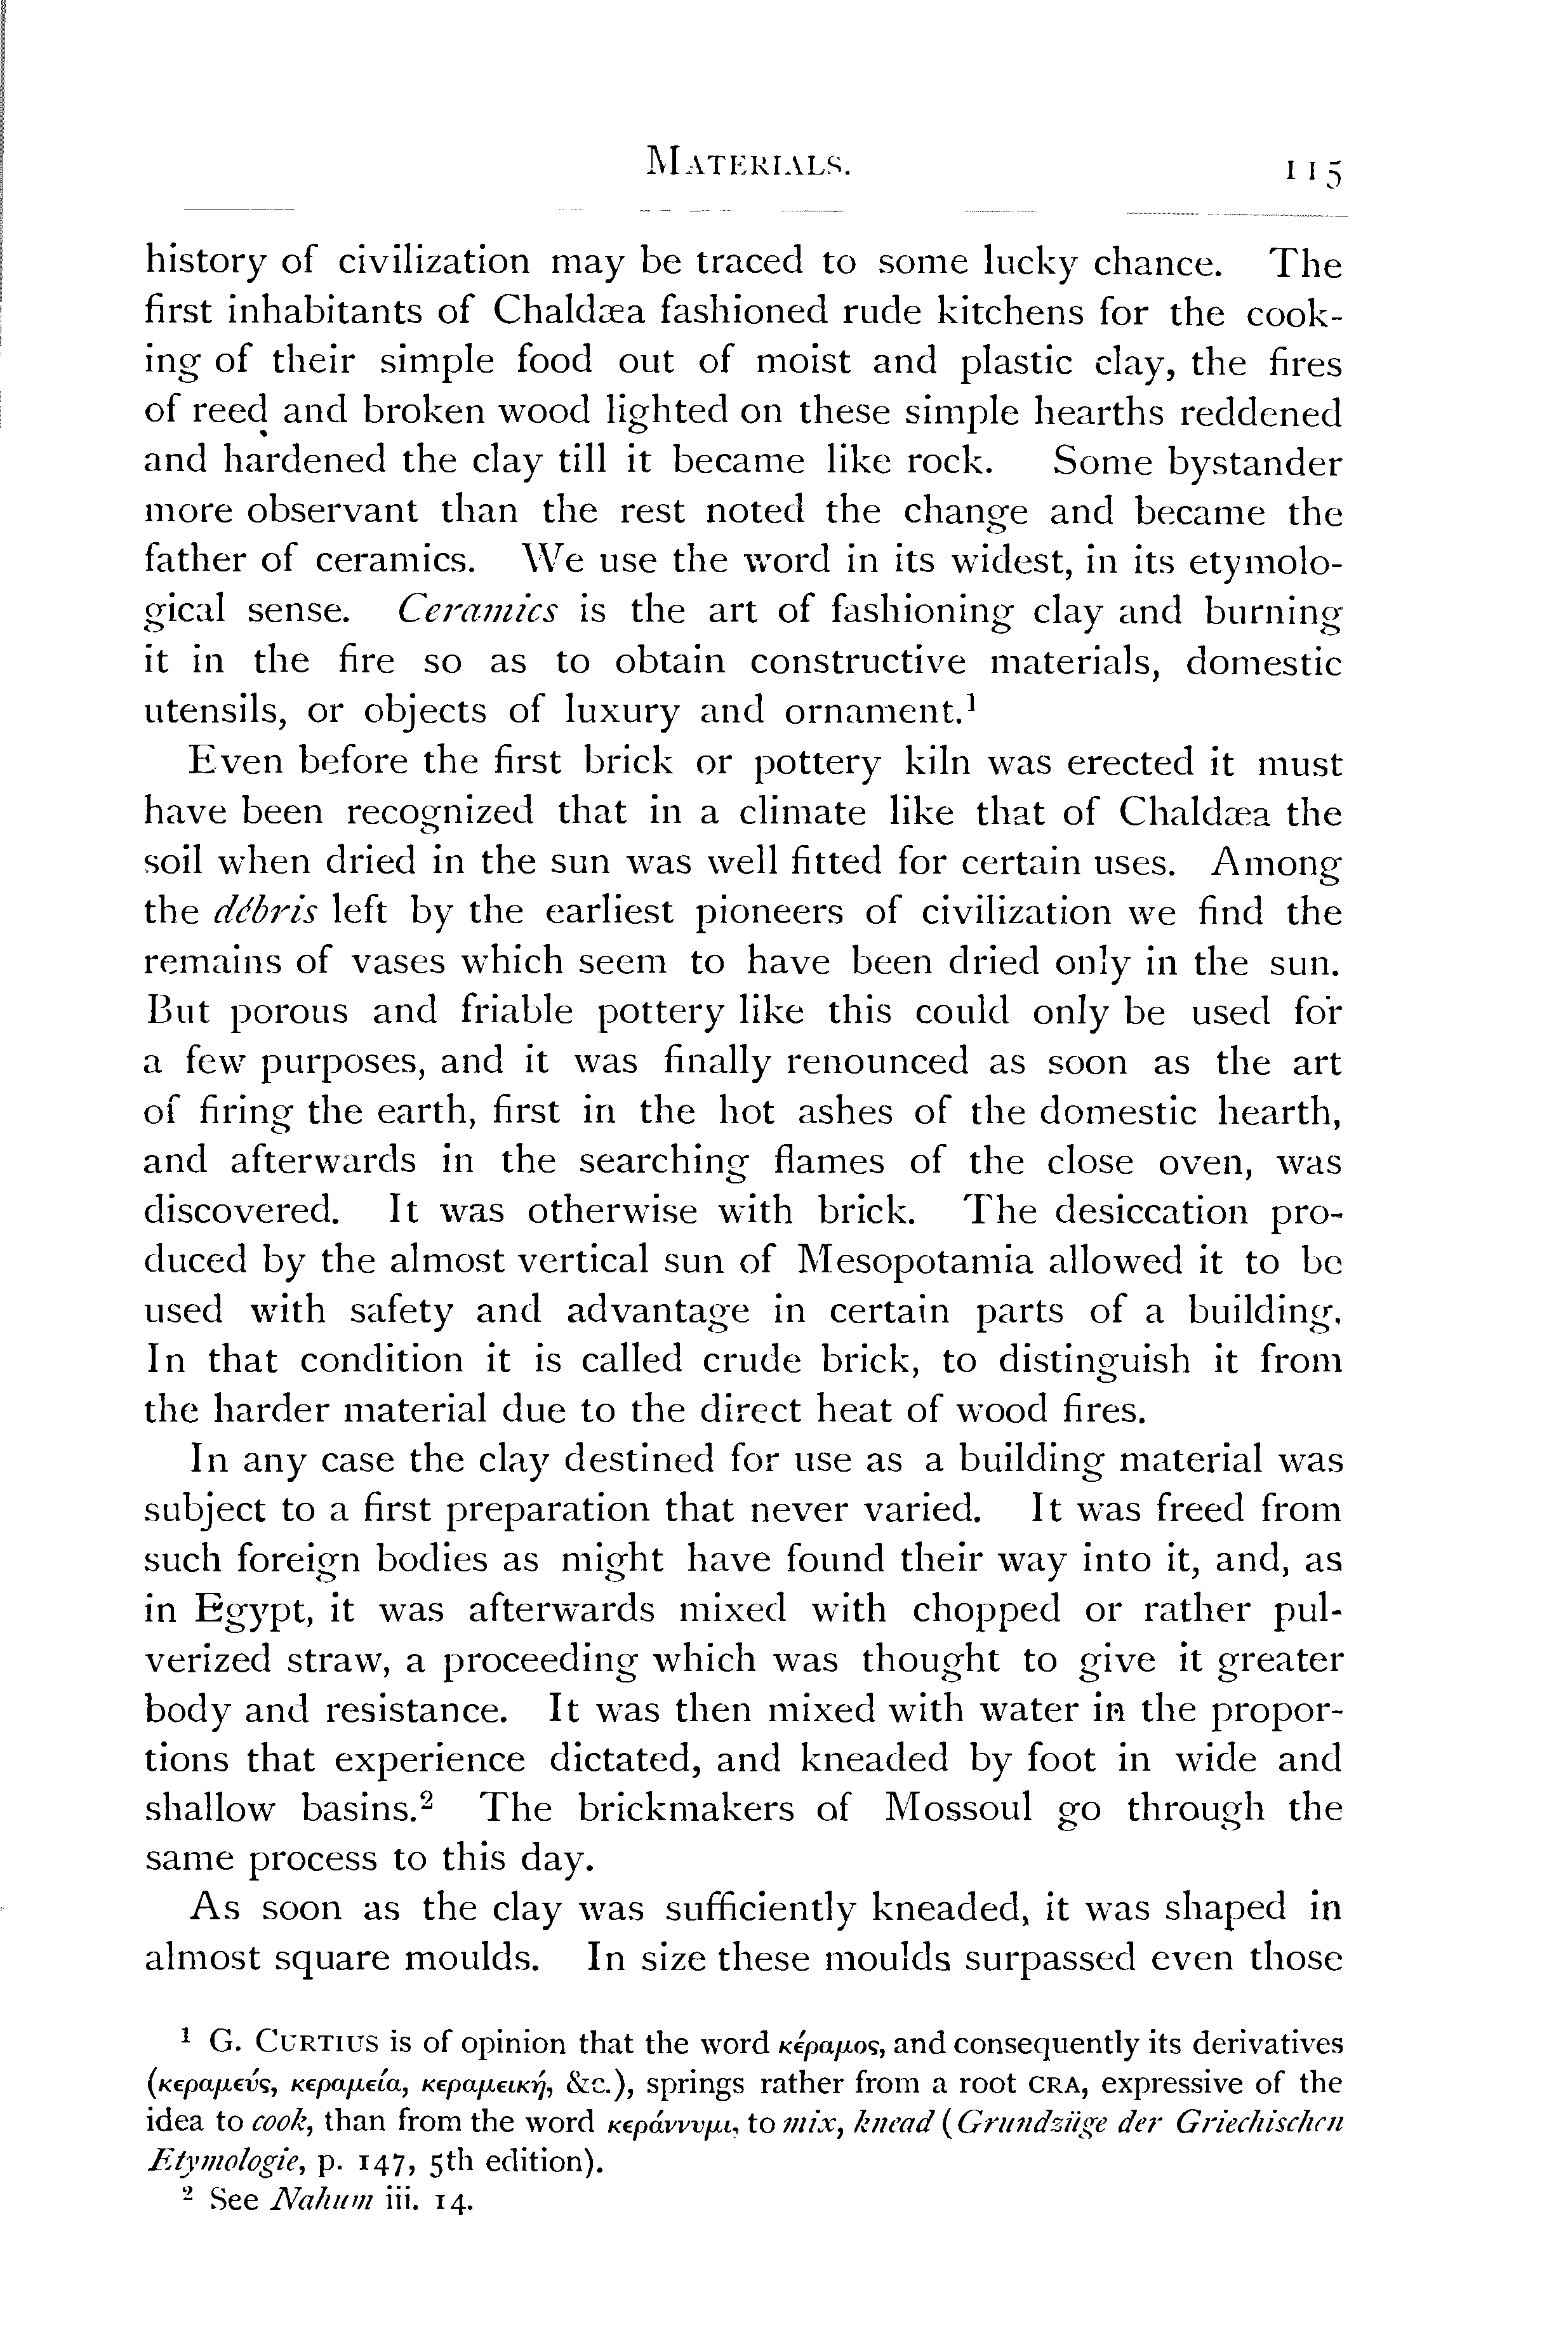 MATERIALS. 115
history of civilization may be traced to some lucky chance. The
first inhabitants of Chaldæa fashioned rude kitchens for the cook-
ing of their simple food out of moist and plastic clay, the fires
of reed and broken wood lighted on these simple hearths reddened
and hardened the clay till it became like rock. Some bystander
more observant than the rest noted the change and became the
father of ceramics. We use the word in its widest, in its etymolo-
gical sense. Ceramics is the art of fashioning clay and burning
it in the fire so as to obtain constructive materials, domestic
utensils, or objects of luxury and ornament.¹
Even before the first brick or pottery kiln was erected it must
have been recognized that in a climate like that of Chaldæa the
soil when dried in the sun was well fitted for certain uses. Among
the débris left by the earliest pioneers of civilization we find the
remains of vases which seem to have been dried only in the sun.
But porous and friable pottery like this could only be used for
a few purposes, and it was finally renounced as soon as the art
of firing the earth, first in the hot ashes of the domestic hearth,
and afterwards in the searching flames of the close oven, was
discovered. It was otherwise with brick. The desiccation pro-
duced by the almost vertical sun of Mesopotamia allowed it to be
used with safety and advantage in certain parts of a building.
In that condition it is called crude brick, to distinguish it from
the harder material due to the direct heat of wood fires.
In any case the clay destined for use as a building material was
subject to a first preparation that never varied. It was freed from
such foreign bodies as might have found their way into it, and, as
in Egypt, it was afterwards mixed with chopped or rather pul-
verized straw, a proceeding which was thought to give it greater
body and resistance. It was then mixed with water in the propor-
tions that experience dictated, and kneaded by foot in wide and
shallow basins.² The brickmakers of Mossoul go through the
same process to this day.
As soon as the clay was sufficiently kneaded, it was shaped in
almost square moulds. In size these moulds surpassed even those
¹ G. CURTIUS is of opinion that the word κέραμος, and consequently its derivatives
(κεραμεύς, κεραμεία, κεραμεική, &c.), springs rather from a root CRA, expressive of the
idea to cook, than from the word κεράννυμι, to mix, knead (Grundzüge der Griechischen
Etymologie, p. 147, 5th edition).
² See Nahum iii. 14.